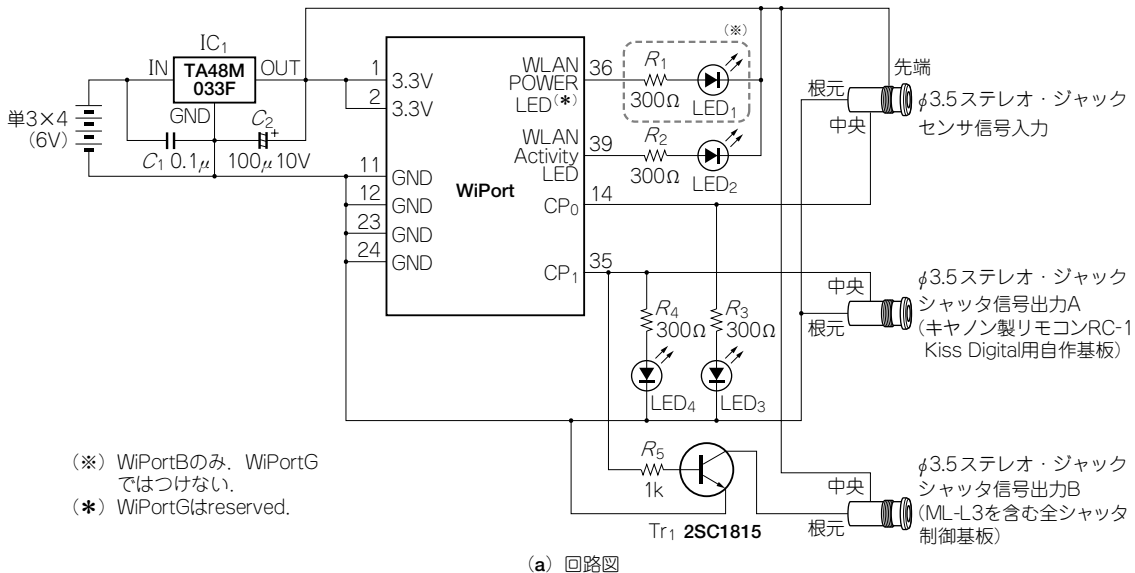 IC₁
IN
TA48M
033F
OUT
GND
単3×4
(6V)
C₁ 0.1μ
C₂
+
100μ10V
1
2
11
12
23
24
3.3V
3.3V
GND
GND
GND
GND
WiPort
WLAN
POWER
LED(*)
WLAN
Activity
LED
CP₀
CP₁
36
39
14
35
(※)
R₁
300Ω
LED₁
R₂
300Ω
LED₂
R₄
300Ω
LED₄
R₃
300Ω
LED₃
R₅
1k
Tr₁ 2SC1815
先端
根元
中央
φ3.5ステレオ・ジャック
センサ信号入力
中央
根元
φ3.5ステレオ・ジャック
シャッタ信号出力A
(キヤノン製リモコンRC-1
Kiss Digital用自作基板)
中央
根元
φ3.5ステレオ・ジャック
シャッタ信号出力B
(ML-L3を含む全シャッタ
制御基板)
(※) WiPortBのみ．WiPortG
ではつけない．
(*) WiPortGはreserved.
(a) 回路図